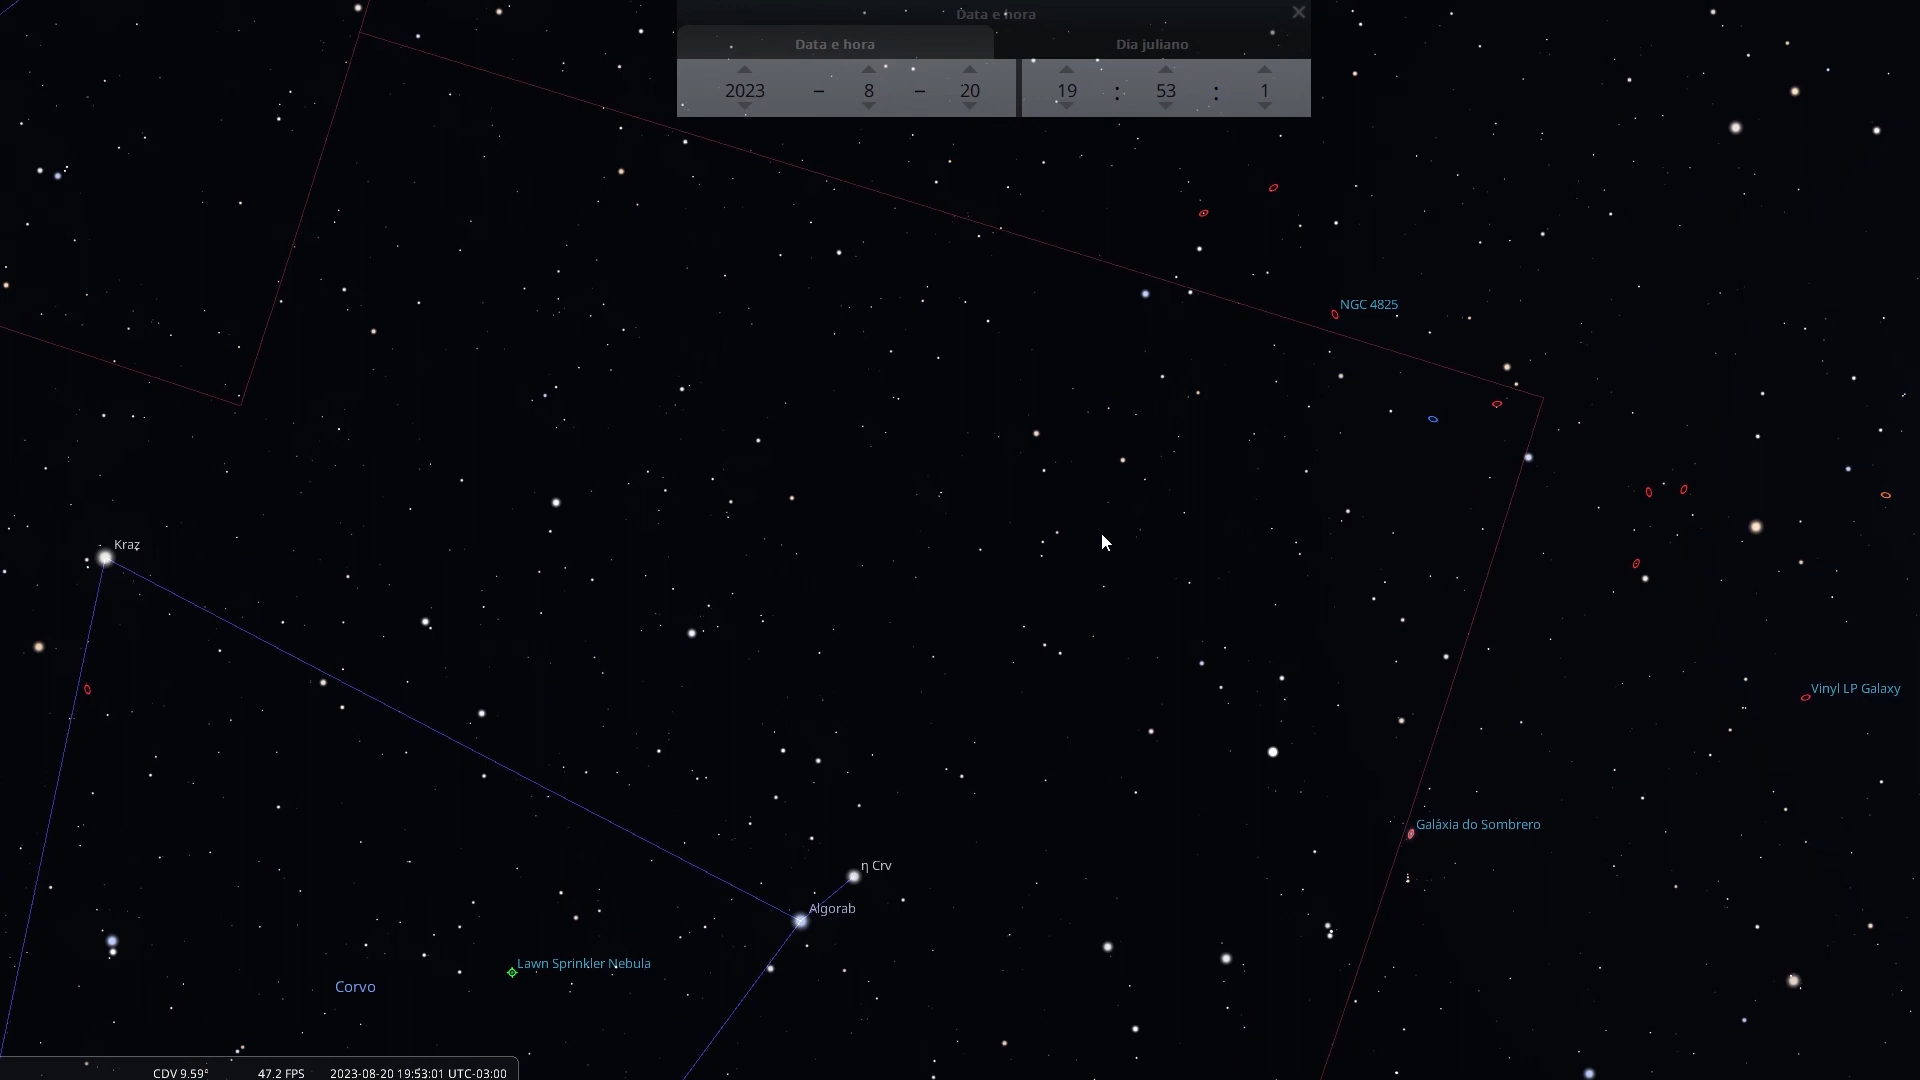 Data e hora
Data e hora
Dia juliano
2023 – 8 – 20
19 : 53 : 1
NGC 4825
Kraz
Vinyl LP Galaxy
Galáxia do Sombrero
η Crv
Algorab
Lawn Sprinkler Nebula
Corvo
CDV 9.59° 47.2 FPS 2023-08-20 19:53:01 UTC-03:00